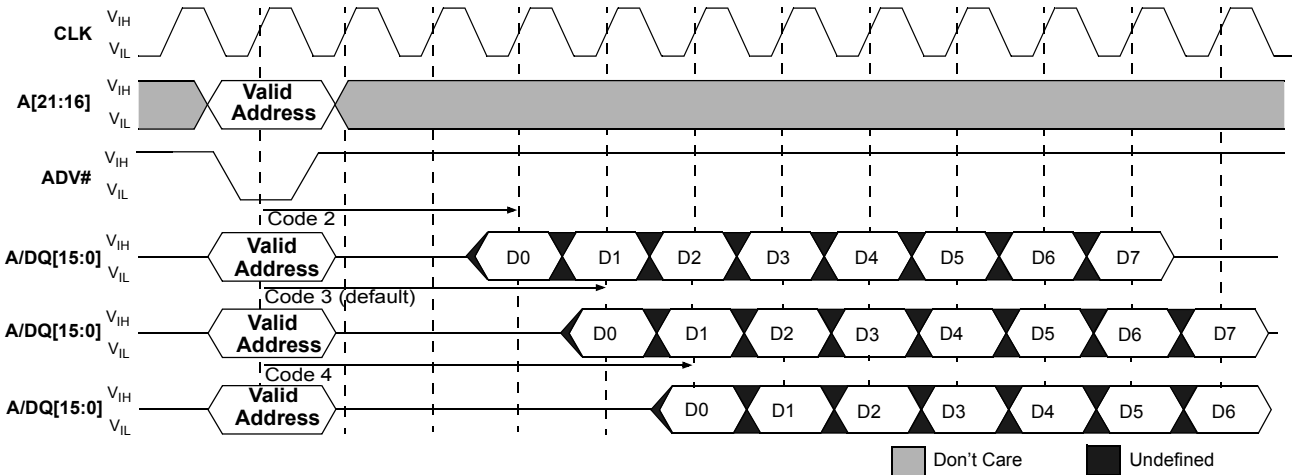 CLK
VIH
VIL
A[21:16]
VIH
VIL
Valid
Address
ADV#
VIH
VIL
Code 2
A/DQ[15:0]
VIH
VIL
Valid
Address
D0 D1 D2 D3 D4 D5 D6 D7
Code 3 (default)
A/DQ[15:0]
VIH
VIL
Valid
Address
D0 D1 D2 D3 D4 D5 D6 D7
Code 4
A/DQ[15:0]
VIH
VIL
Valid
Address
D0 D1 D2 D3 D4 D5 D6
Don't Care Undefined